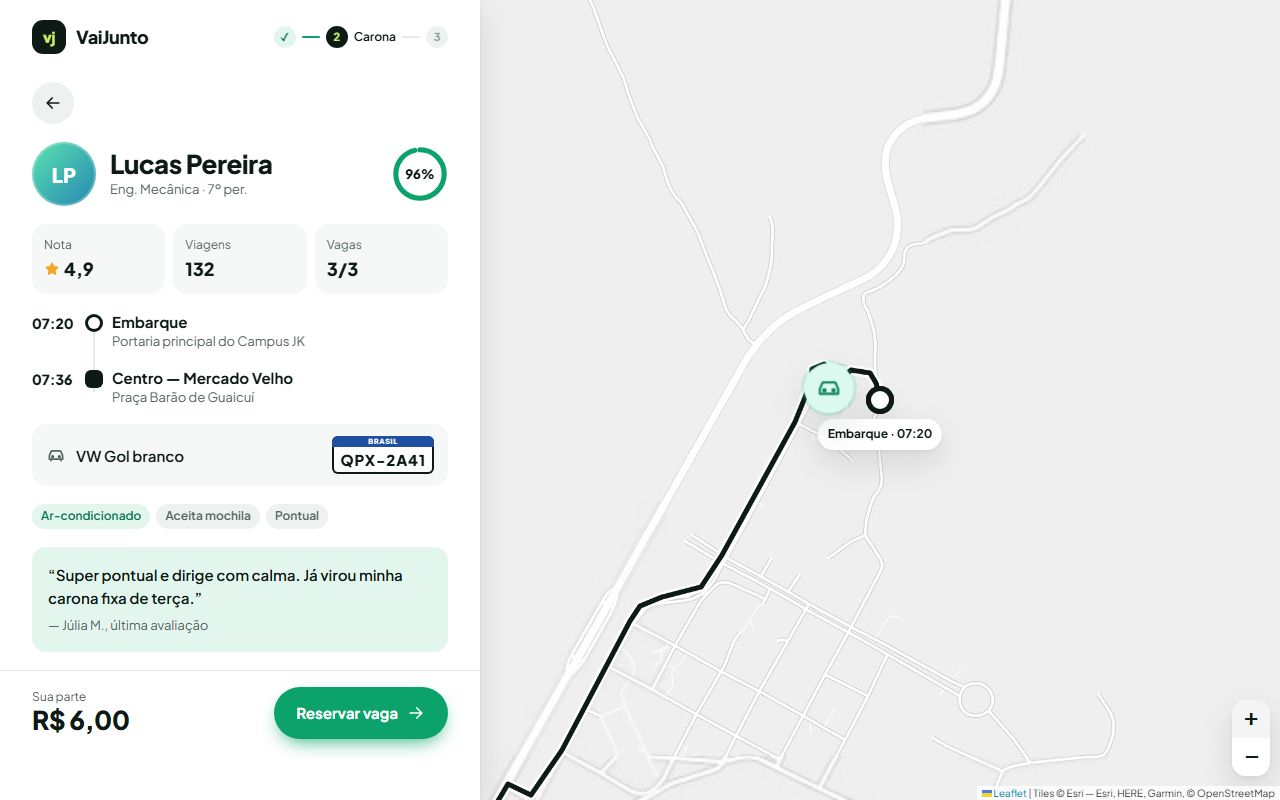 vj
VaiJunto
✓ 2 Carona 3
LP
Lucas Pereira
Eng. Mecânica · 7º per.
96%
Nota
4,9
Viagens
132
Vagas
3/3
07:20 Embarque
Portaria principal do Campus JK
07:36 Centro — Mercado Velho
Praça Barão de Guaicuí
VW Gol branco
BRASIL
QPX-2A41
Ar-condicionado
Aceita mochila
Pontual
“Super pontual e dirige com calma. Já virou minha
carona fixa de terça.”
— Júlia M., última avaliação
Sua parte
R$ 6,00
Reservar vaga →
Embarque · 07:20
+
−
Leaflet | Tiles © Esri — Esri, HERE, Garmin, © OpenStreetMap